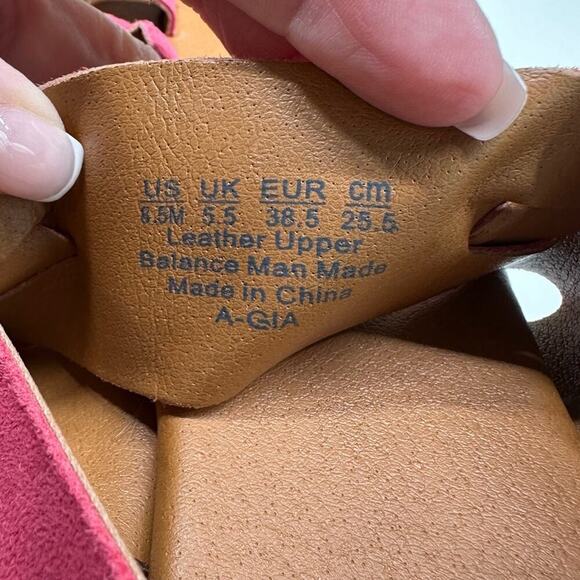 US UK EUR cm
8.5M 5.5 38.5 25.5
Leather Upper
Balance Man Made
Made in China
A-GIA